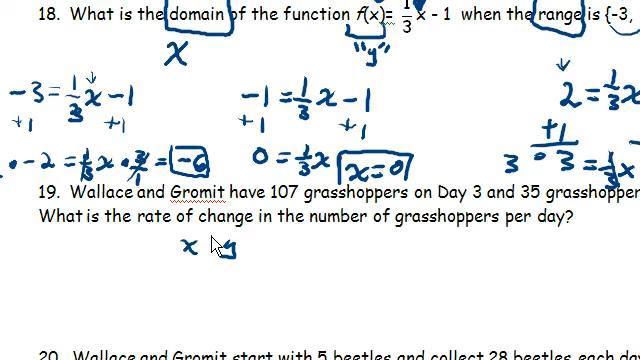 18. What is the domain of the function f(x)= 1/3 x - 1 when the range is {-3,
x "y"
-3 = 1/3 x - 1 -1 = 1/3 x - 1 2 = 1/3 x
+1 +1 +1 +1 +1
• -2 = 1/3 x • 3/1 = -6 0 = 1/3 x x = 0 3 • 3 = 1/3 x
19. Wallace and Gromit have 107 grasshoppers on Day 3 and 35 grasshopper
What is the rate of change in the number of grasshoppers per day?
x y
20. Wallace and Gromit start with 5 beetles and collect 28 beetles each day